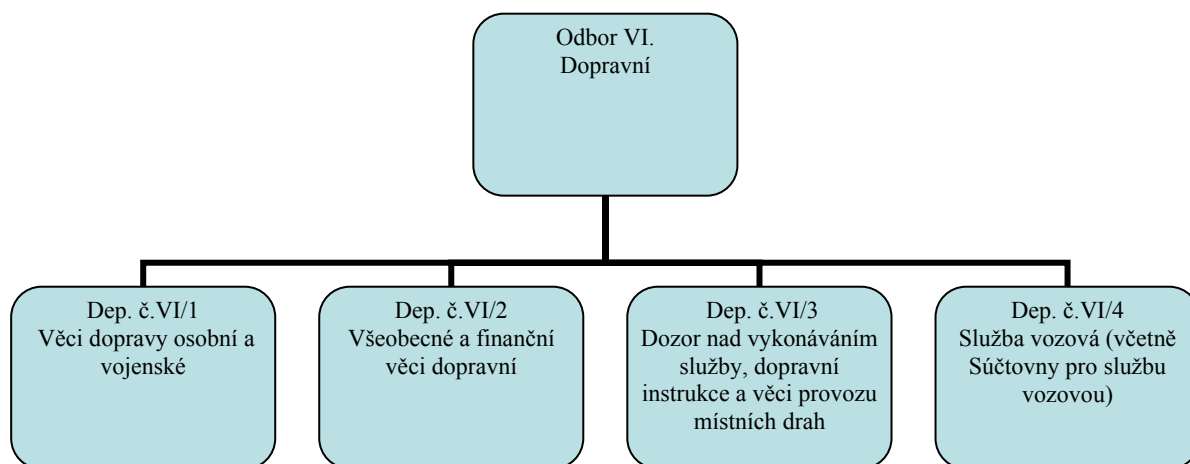 Odbor VI.
Dopravní
Dep. č.VI/1
Věci dopravy osobní a
vojenské
Dep. č.VI/2
Všeobecné a finanční
věci dopravní
Dep. č.VI/3
Dozor nad vykonáváním
služby, dopravní
instrukce a věci provozu
místních drah
Dep. č.VI/4
Služba vozová (včetně
Súčtovny pro službu
vozovou)